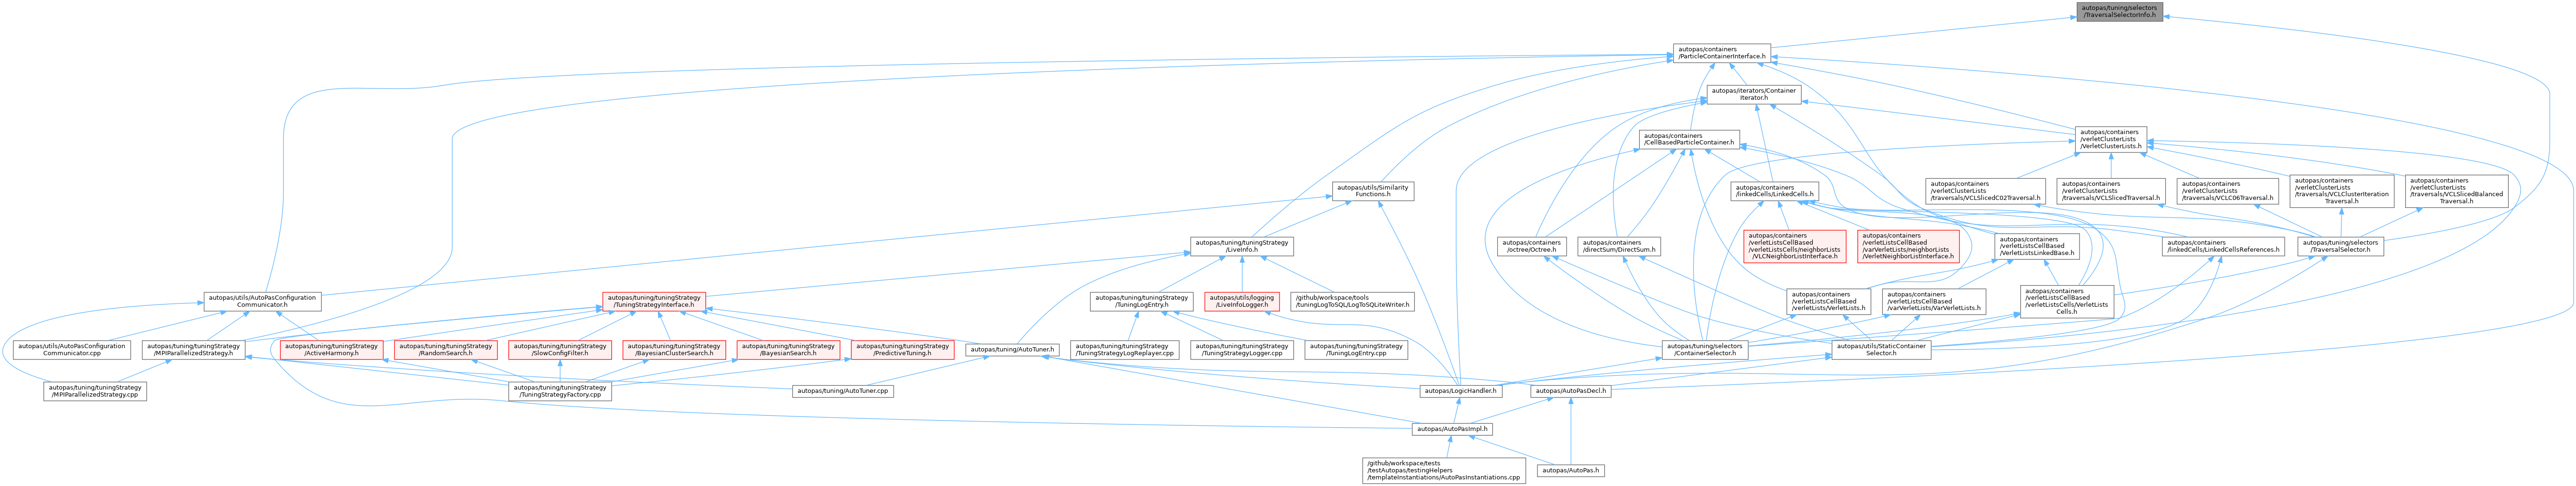 autopas/tuning/selectors
/TraversalSelectorInfo.h
autopas/containers
/ParticleContainerInterface.h
autopas/iterators/Container
Iterator.h
autopas/containers
/verletClusterLists
/VerletClusterLists.h
autopas/containers
/CellBasedParticleContainer.h
autopas/utils/Similarity
Functions.h
autopas/containers
/linkedCells/LinkedCells.h
autopas/containers
/verletClusterLists
/traversals/VCLSlicedC02Traversal.h
autopas/containers
/verletClusterLists
/traversals/VCLSlicedTraversal.h
autopas/containers
/verletClusterLists
/traversals/VCLC06Traversal.h
autopas/containers
/verletClusterLists
/traversals/VCLClusterIteration
Traversal.h
autopas/containers
/verletClusterLists
/traversals/VCLSlicedBalanced
Traversal.h
autopas/tuning/tuningStrategy
/LiveInfo.h
autopas/containers
/octree/Octree.h
autopas/containers
/directSum/DirectSum.h
autopas/containers
/verletListsCellBased
/verletListsCells/neighborLists
/VLCNeighborListInterface.h
autopas/containers
/verletListsCellBased
/varVerletLists/neighborLists
/VerletNeighborListInterface.h
autopas/containers
/verletListsCellBased
/VerletListsLinkedBase.h
autopas/containers
/linkedCells/LinkedCellsReferences.h
autopas/tuning/selectors
/TraversalSelector.h
autopas/utils/AutoPasConfiguration
Communicator.h
autopas/tuning/tuningStrategy
/TuningStrategyInterface.h
autopas/tuning/tuningStrategy
/TuningLogEntry.h
autopas/utils/logging
/LiveInfoLogger.h
/github/workspace/tools
/tuningLogToSQL/LogToSQLiteWriter.h
autopas/containers
/verletListsCellBased
/verletLists/VerletLists.h
autopas/containers
/verletListsCellBased
/varVerletLists/VarVerletLists.h
autopas/containers
/verletListsCellBased
/verletListsCells/VerletLists
Cells.h
autopas/utils/AutoPasConfiguration
Communicator.cpp
autopas/tuning/tuningStrategy
/MPIParallelizedStrategy.h
autopas/tuning/tuningStrategy
/ActiveHarmony.h
autopas/tuning/tuningStrategy
/RandomSearch.h
autopas/tuning/tuningStrategy
/SlowConfigFilter.h
autopas/tuning/tuningStrategy
/BayesianClusterSearch.h
autopas/tuning/tuningStrategy
/BayesianSearch.h
autopas/tuning/tuningStrategy
/PredictiveTuning.h
autopas/tuning/AutoTuner.h
autopas/tuning/tuningStrategy
/TuningStrategyLogReplayer.cpp
autopas/tuning/tuningStrategy
/TuningStrategyLogger.cpp
autopas/tuning/tuningStrategy
/TuningLogEntry.cpp
autopas/tuning/selectors
/ContainerSelector.h
autopas/utils/StaticContainer
Selector.h
autopas/tuning/tuningStrategy
/MPIParallelizedStrategy.cpp
autopas/tuning/tuningStrategy
/TuningStrategyFactory.cpp
autopas/tuning/AutoTuner.cpp
autopas/LogicHandler.h
autopas/AutoPasDecl.h
autopas/AutoPasImpl.h
/github/workspace/tests
/testAutopas/testingHelpers
/templateInstantiations/AutoPasInstantiations.cpp
autopas/AutoPas.h